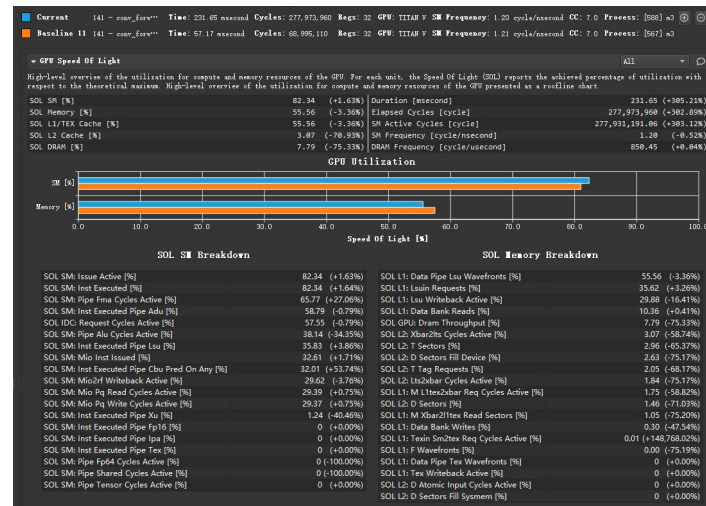 Current 141 - conv_forw··· Time: 231.65 msecond Cycles: 277,973,960 Regs: 32 GPU: TITAN V SM Frequency: 1.20 cycle/nsecond CC: 7.0 Process: [588] m3
Baseline 11 141 - conv_forw··· Time: 57.17 msecond Cycles: 68,995,110 Regs: 32 GPU: TITAN V SM Frequency: 1.21 cycle/nsecond CC: 7.0 Process: [567] m3
GPU Speed Of Light All
High-level overview of the utilization for compute and memory resources of the GPU. For each unit, the Speed Of Light (SOL) reports the achieved percentage of utilization with
respect to the theoretical maximum. High-level overview of the utilization for compute and memory resources of the GPU presented as a roofline chart.
SOL SM [%] 82.34 (+1.63%) Duration [msecond] 231.65 (+305.21%)
SOL Memory [%] 55.56 (-3.36%) Elapsed Cycles [cycle] 277,973,960 (+302.89%)
SOL L1/TEX Cache [%] 55.56 (-3.36%) SM Active Cycles [cycle] 277,931,191.06 (+303.12%)
SOL L2 Cache [%] 3.07 (-70.93%) SM Frequency [cycle/nsecond] 1.20 (-0.52%)
SOL DRAM [%] 7.79 (-75.33%) DRAM Frequency [cycle/usecond] 850.45 (+0.04%)
GPU Utilization
SM [%]
Memory [%]
0.0 10.0 20.0 30.0 40.0 50.0 60.0 70.0 80.0 90.0 100.
Speed Of Light [%]
SOL SM Breakdown SOL Memory Breakdown
SOL SM: Issue Active [%] 82.34 (+1.63%) SOL L1: Data Pipe Lsu Wavefronts [%] 55.56 (-3.36%)
SOL SM: Inst Executed [%] 82.34 (+1.64%) SOL L1: Lsuin Requests [%] 35.62 (+3.26%)
SOL SM: Pipe Fma Cycles Active [%] 65.77 (+27.06%) SOL L1: Lsu Writeback Active [%] 29.88 (-16.41%)
SOL SM: Inst Executed Pipe Adu [%] 58.79 (-0.79%) SOL L1: Data Bank Reads [%] 10.36 (+0.41%)
SOL IDC: Request Cycles Active [%] 57.55 (-0.79%) SOL GPU: Dram Throughput [%] 7.79 (-75.33%)
SOL SM: Pipe Alu Cycles Active [%] 38.14 (-34.35%) SOL L2: Xbar2lts Cycles Active [%] 3.07 (-58.74%)
SOL SM: Inst Executed Pipe Lsu [%] 35.83 (+3.86%) SOL L2: T Sectors [%] 2.96 (-65.37%)
SOL SM: Mio Inst Issued [%] 32.61 (+1.71%) SOL L2: D Sectors Fill Device [%] 2.63 (-75.17%)
SOL SM: Inst Executed Pipe Cbu Pred On Any [%] 32.01 (+53.74%) SOL L2: T Tag Requests [%] 2.05 (-68.17%)
SOL SM: Mio2rf Writeback Active [%] 29.62 (-3.76%) SOL L2: Lts2xbar Cycles Active [%] 1.84 (-75.17%)
SOL SM: Mio Pq Read Cycles Active [%] 29.39 (+0.75%) SOL L1: M L1tex2xbar Req Cycles Active [%] 1.75 (-58.82%)
SOL SM: Mio Pq Write Cycles Active [%] 29.37 (+0.75%) SOL L2: D Sectors [%] 1.46 (-71.03%)
SOL SM: Inst Executed Pipe Xu [%] 1.24 (-40.46%) SOL L1: M Xbar2l1tex Read Sectors [%] 1.05 (-75.20%)
SOL SM: Inst Executed Pipe Fp16 [%] 0 (+0.00%) SOL L1: Data Bank Writes [%] 0.30 (-47.54%)
SOL SM: Inst Executed Pipe Ipa [%] 0 (+0.00%) SOL L1: Texin Sm2tex Req Cycles Active [%] 0.01 (+148,768.02%)
SOL SM: Inst Executed Pipe Tex [%] 0 (+0.00%) SOL L1: F Wavefronts [%] 0.00 (-75.19%)
SOL SM: Pipe Fp64 Cycles Active [%] 0 (-100.00%) SOL L1: Data Pipe Tex Wavefronts [%] 0 (+0.00%)
SOL SM: Pipe Shared Cycles Active [%] 0 (-100.00%) SOL L1: Tex Writeback Active [%] 0 (+0.00%)
SOL SM: Pipe Tensor Cycles Active [%] 0 (+0.00%) SOL L2: D Atomic Input Cycles Active [%] 0 (+0.00%)
SOL L2: D Sectors Fill Sysmem [%] 0 (+0.00%)